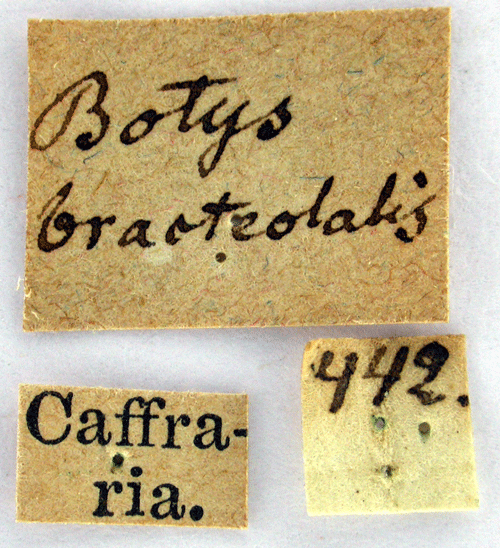 Botys
bracteolalis
Caffra-
ria.
442.